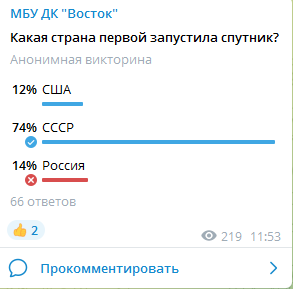 МБУ ДК "Восток"
Какая страна первой запустила спутник?
Анонимная викторина
12% США
74% СССР
14% Россия
66 ответов
👍 2
219 11:53
Прокомментировать